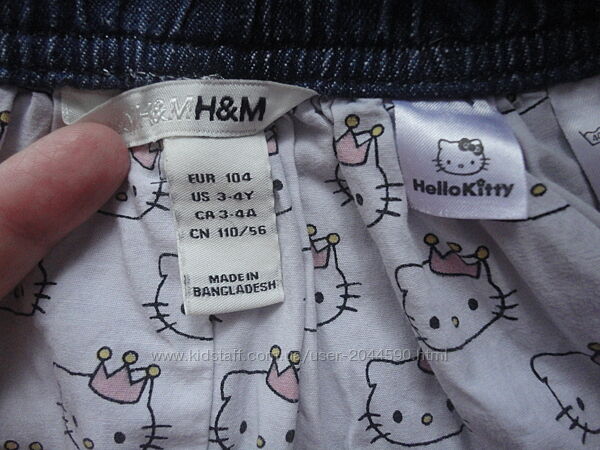 H&M H&M
EUR 104
US 3-4Y
CA 3-4A
CN 110/56
MADE IN
BANGLADESH
Hello Kitty
40
www.kidstaff.com.ua/user-2044590.html